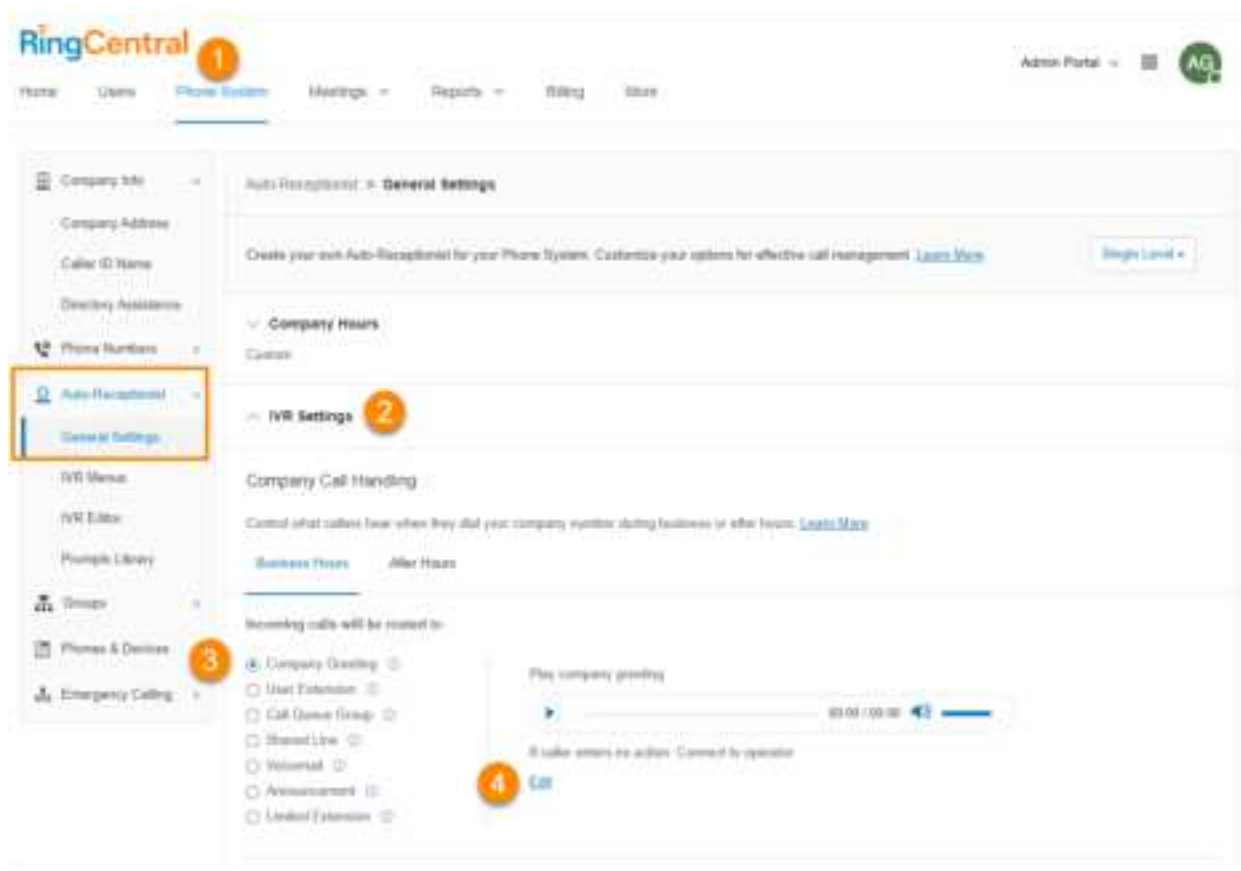 RingCentral
1
Admin Portal
AG
Home Users Phone System Meetings Reports Billing More
Company Info
Company Address
Caller ID Name
Directory Assistance
Phone Numbers
Auto-Receptionist
General Settings
IVR Menus
IVR Editor
Prompts Library
Groups
Phones & Devices
Emergency Calling
Auto-Receptionist > General Settings
Create your own Auto-Receptionist for your Phone System. Customize your options for effective call management. Learn More
Single Level
Company Hours
Custom
IVR Settings 2
Company Call Handling
Control what callers hear when they dial your company number during business or after hours. Learn More
Business Hours After Hours
Incoming calls will be routed to
3
Company Greeting
User Extension
Call Queue Group
Shared Line
Voicemail
Announcement
Limited Extension
Play company greeting
00:00 / 00:00
If caller enters no action: Connect to operator
4 Edit